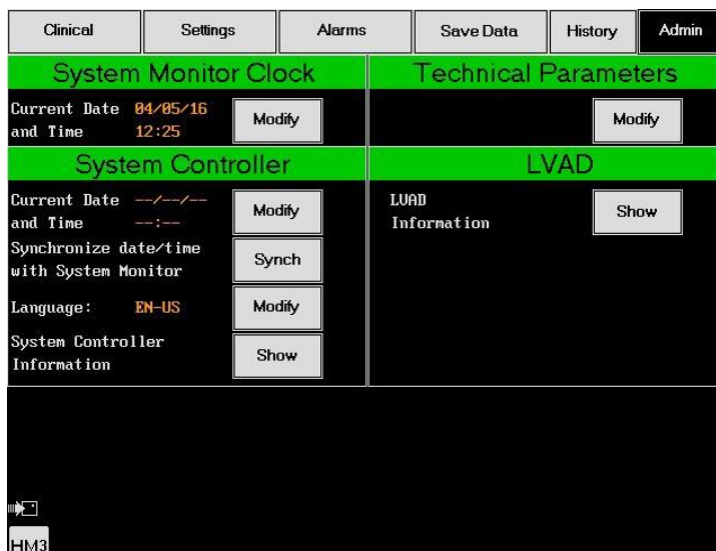 Clinical Settings Alarms Save Data History Admin
System Monitor Clock
Current Date 04/05/16
and Time 12:25
Modify
Technical Parameters
Modify
System Controller
Current Date --/--/--
and Time --:--
Modify
Synchronize date/time
with System Monitor
Synch
Language: EN-US
Modify
System Controller
Information
Show
LVAD
LVAD
Information
Show
HM3